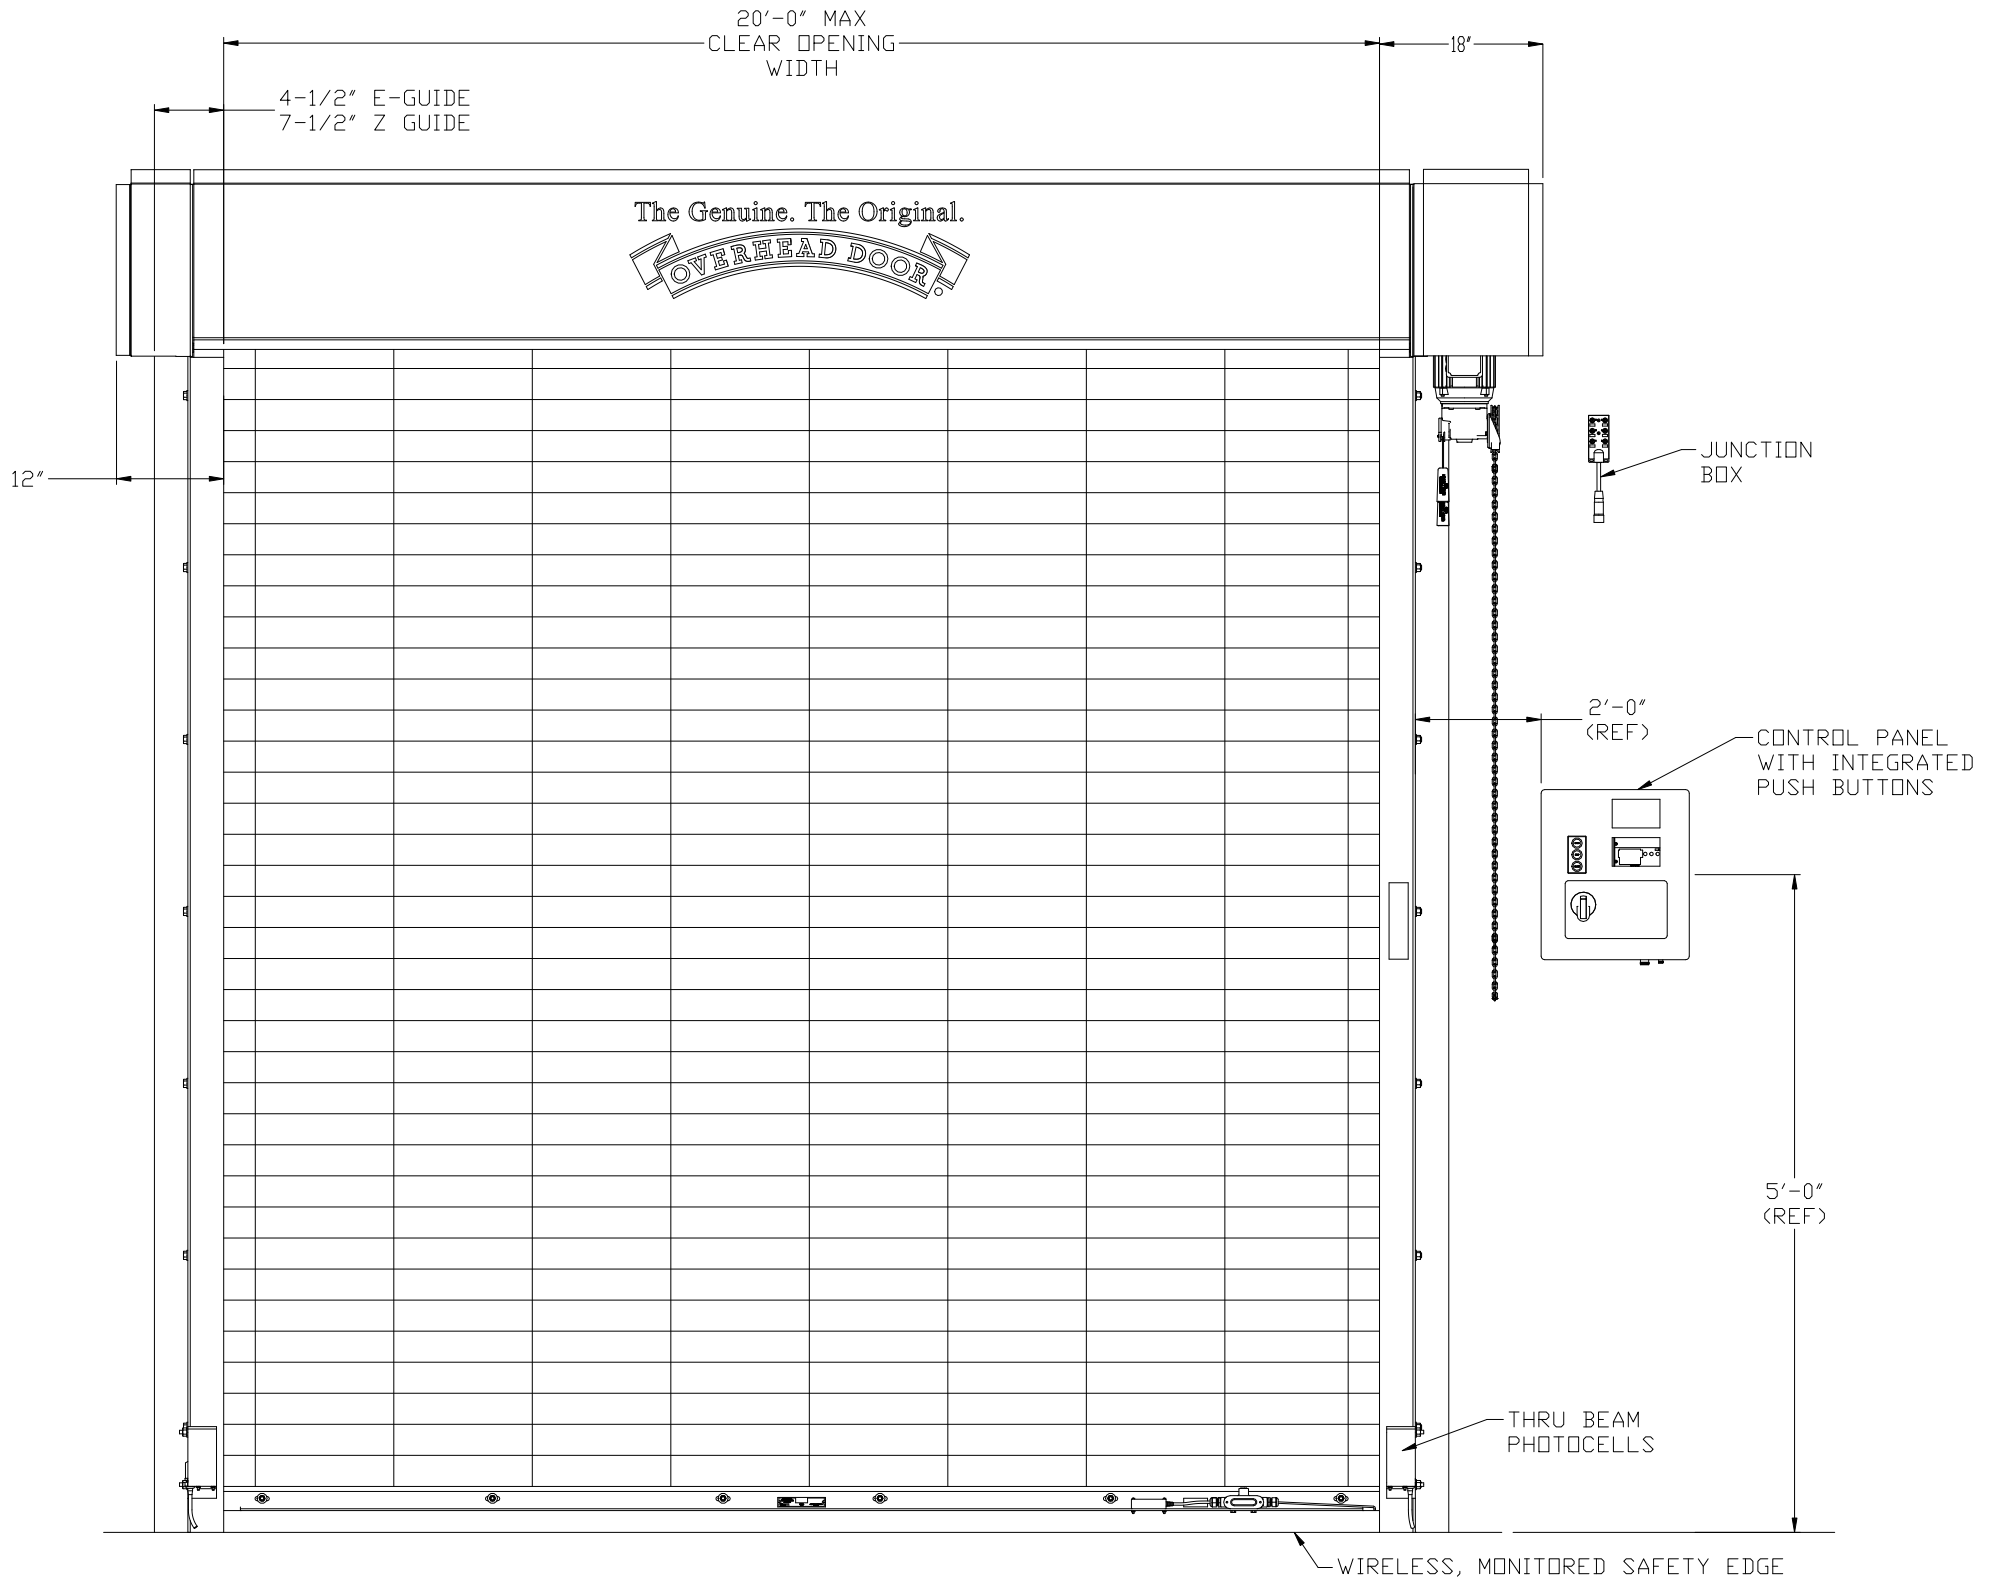 20'-0" MAX
CLEAR OPENING
WIDTH
18"
4-1/2" E-GUIDE
7-1/2" Z GUIDE
The Genuine. The Original.
OVERHEAD DOOR.
12"
JUNCTION
BOX
2'-0"
(REF)
CONTROL PANEL
WITH INTEGRATED
PUSH BUTTONS
5'-0"
(REF)
THRU BEAM
PHOTOCELLS
WIRELESS, MONITORED SAFETY EDGE